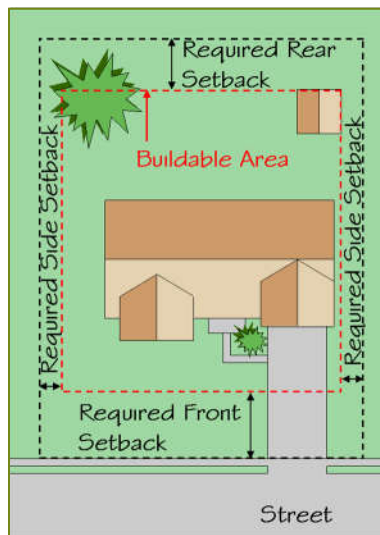 Required Rear
Setback
Buildable Area
Required Side Setback
Required Side Setback
Required Front
Setback
Street